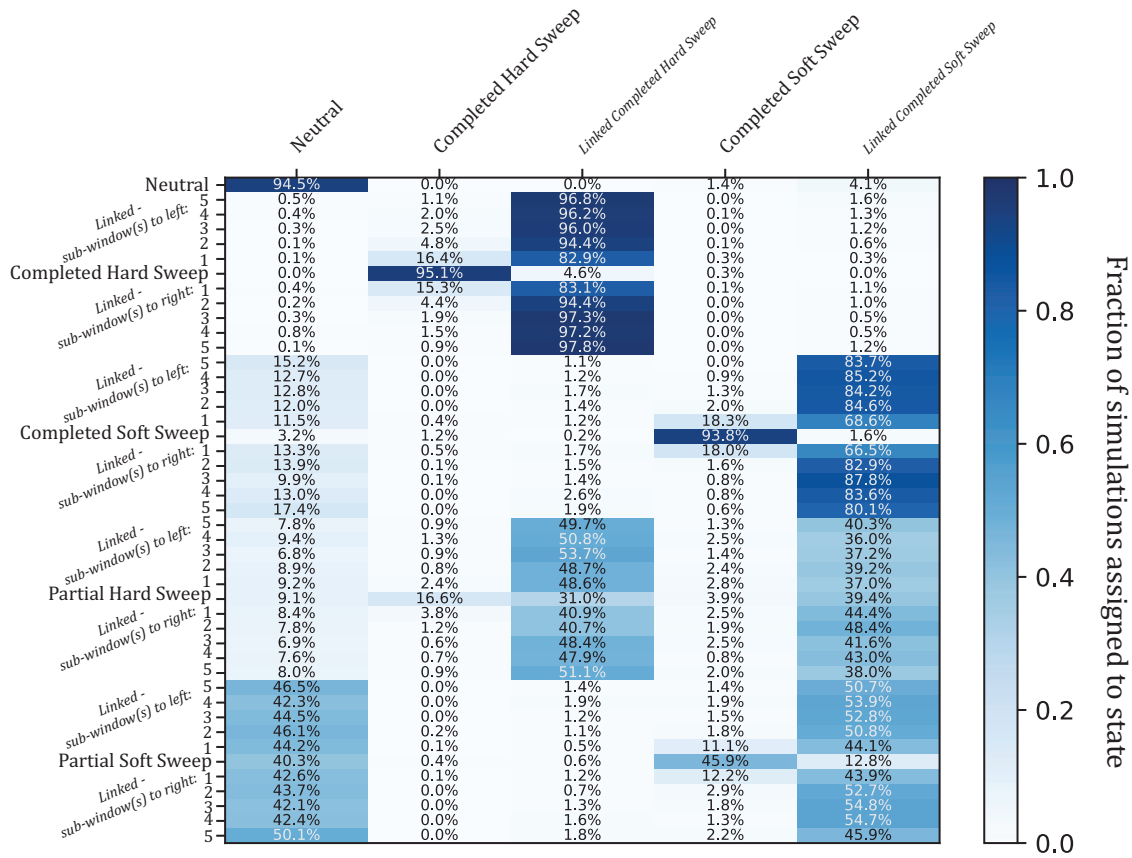 Neutral
Completed Hard Sweep
Linked Completed Hard Sweep
Completed Soft Sweep
Linked Completed Soft Sweep
Neutral 94.5% 0.0% 0.0% 1.4% 4.1%
Linked -
sub-window(s) to left:
5 0.5% 1.1% 96.8% 0.0% 1.6%
4 0.4% 2.0% 96.2% 0.1% 1.3%
3 0.3% 2.5% 96.0% 0.0% 1.2%
2 0.1% 4.8% 94.4% 0.1% 0.6%
1 0.1% 16.4% 82.9% 0.3% 0.3%
Completed Hard Sweep 0.0% 95.1% 4.6% 0.3% 0.0%
Linked -
sub-window(s) to right:
1 0.4% 15.3% 83.1% 0.1% 1.1%
2 0.2% 4.4% 94.4% 0.0% 1.0%
3 0.3% 1.9% 97.3% 0.0% 0.5%
4 0.8% 1.5% 97.2% 0.0% 0.5%
5 0.1% 0.9% 97.8% 0.0% 1.2%
Linked -
sub-window(s) to left:
5 15.2% 0.0% 1.1% 0.0% 83.7%
4 12.7% 0.0% 1.2% 0.9% 85.2%
3 12.8% 0.0% 1.7% 1.3% 84.2%
2 12.0% 0.0% 1.4% 2.0% 84.6%
1 11.5% 0.4% 1.2% 18.3% 68.6%
Completed Soft Sweep 3.2% 1.2% 0.2% 93.8% 1.6%
Linked -
sub-window(s) to right:
1 13.3% 0.5% 1.7% 18.0% 66.5%
2 13.9% 0.1% 1.5% 1.6% 82.9%
3 9.9% 0.1% 1.4% 0.8% 87.8%
4 13.0% 0.0% 2.6% 0.8% 83.6%
5 17.4% 0.0% 1.9% 0.6% 80.1%
Linked -
sub-window(s) to left:
5 7.8% 0.9% 49.7% 1.3% 40.3%
4 9.4% 1.3% 50.8% 2.5% 36.0%
3 6.8% 0.9% 53.7% 1.4% 37.2%
2 8.9% 0.8% 48.7% 2.4% 39.2%
1 9.2% 2.4% 48.6% 2.8% 37.0%
Partial Hard Sweep 9.1% 16.6% 31.0% 3.9% 39.4%
Linked -
sub-window(s) to right:
1 8.4% 3.8% 40.9% 2.5% 44.4%
2 7.8% 1.2% 40.7% 1.9% 48.4%
3 6.9% 0.6% 48.4% 2.5% 41.6%
4 7.6% 0.7% 47.9% 0.8% 43.0%
5 8.0% 0.9% 51.1% 2.0% 38.0%
Linked -
sub-window(s) to left:
5 46.5% 0.0% 1.4% 1.4% 50.7%
4 42.3% 0.0% 1.9% 1.9% 53.9%
3 44.5% 0.0% 1.2% 1.5% 52.8%
2 46.1% 0.2% 1.1% 1.8% 50.8%
1 44.2% 0.1% 0.5% 11.1% 44.1%
Partial Soft Sweep 40.3% 0.4% 0.6% 45.9% 12.8%
Linked -
sub-window(s) to right:
1 42.6% 0.1% 1.2% 12.2% 43.9%
2 43.7% 0.0% 0.7% 2.9% 52.7%
3 42.1% 0.0% 1.3% 1.8% 54.8%
4 42.4% 0.0% 1.6% 1.3% 54.7%
5 50.1% 0.0% 1.8% 2.2% 45.9%
1.0
0.8
0.6
0.4
0.2
0.0
Fraction of simulations assigned to state